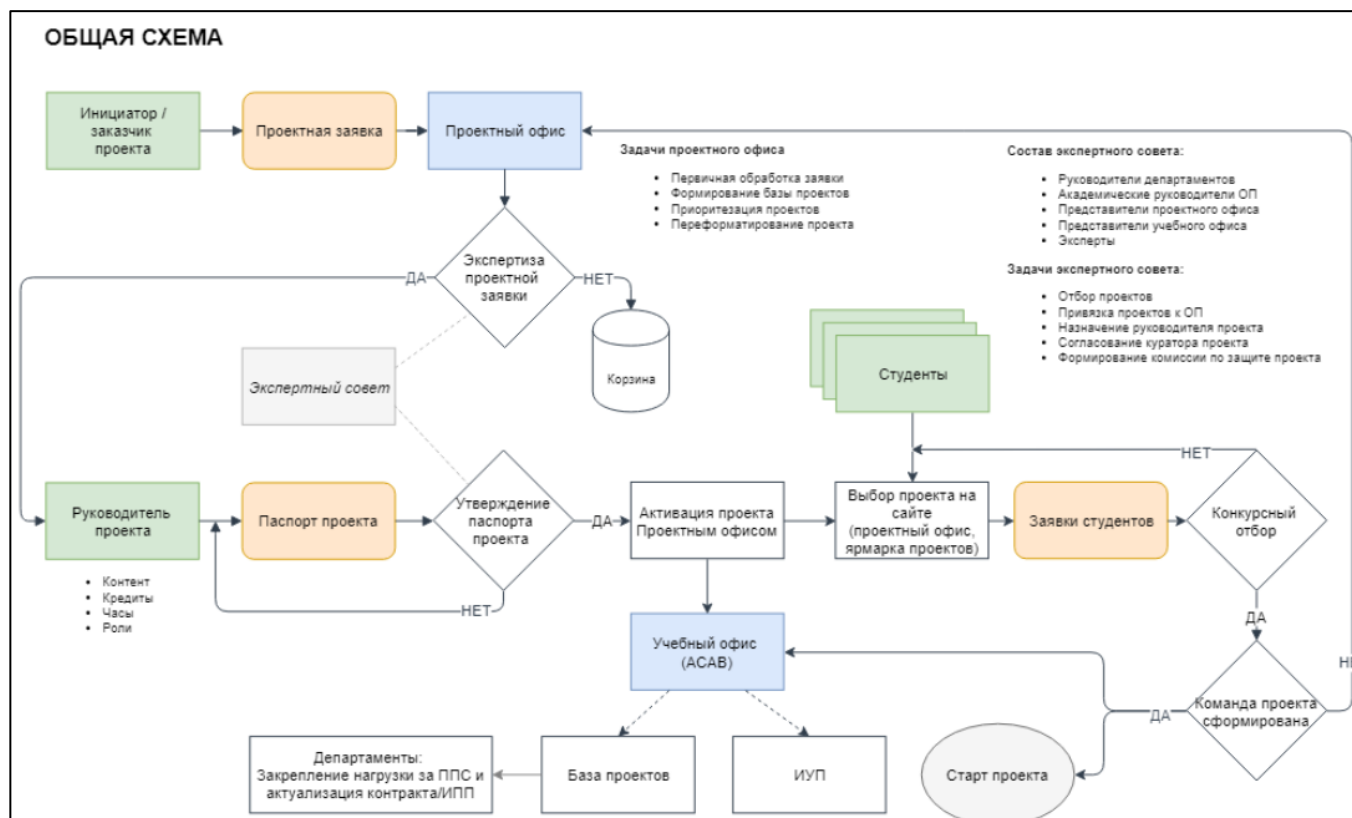 ОБЩАЯ СХЕМА
Инициатор /
заказчик
проекта
Проектная заявка
Проектный офис
Задачи проектного офиса
Первичная обработка заявки
Формирование базы проектов
Приоритезация проектов
Переформатирование проекта
Состав экспертного совета:
Руководители департаментов
Академические руководители ОП
Представители проектного офиса
Представители учебного офиса
Эксперты
Задачи экспертного совета:
Отбор проектов
Привязка проектов к ОП
Назначение руководителя проекта
Согласование куратора проекта
Формирование комиссии по защите проекта
Экспертиза
проектной
заявки
ДА
НЕТ
Корзина
Экспертный совет
Студенты
НЕТ
Руководитель
проекта
Паспорт проекта
Утверждение
паспорта
проекта
ДА
Активация проекта
Проектным офисом
Выбор проекта на
сайте
(проектный офис,
ярмарка проектов)
Заявки студентов
Конкурсный
отбор
Контент
Кредиты
Часы
Роли
НЕТ
ДА
Учебный офис
(АСАВ)
Команда проекта
сформирована
НЕ
ДА
Департаменты:
Закрепление нагрузки за ППС и
актуализация контракта/ИПП
База проектов
ИУП
Старт проекта